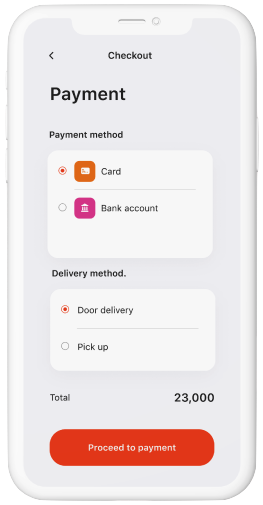 Checkout
Payment
Payment method
Card
Bank account
Delivery method.
Door delivery
Pick up
Total 23,000
Proceed to payment